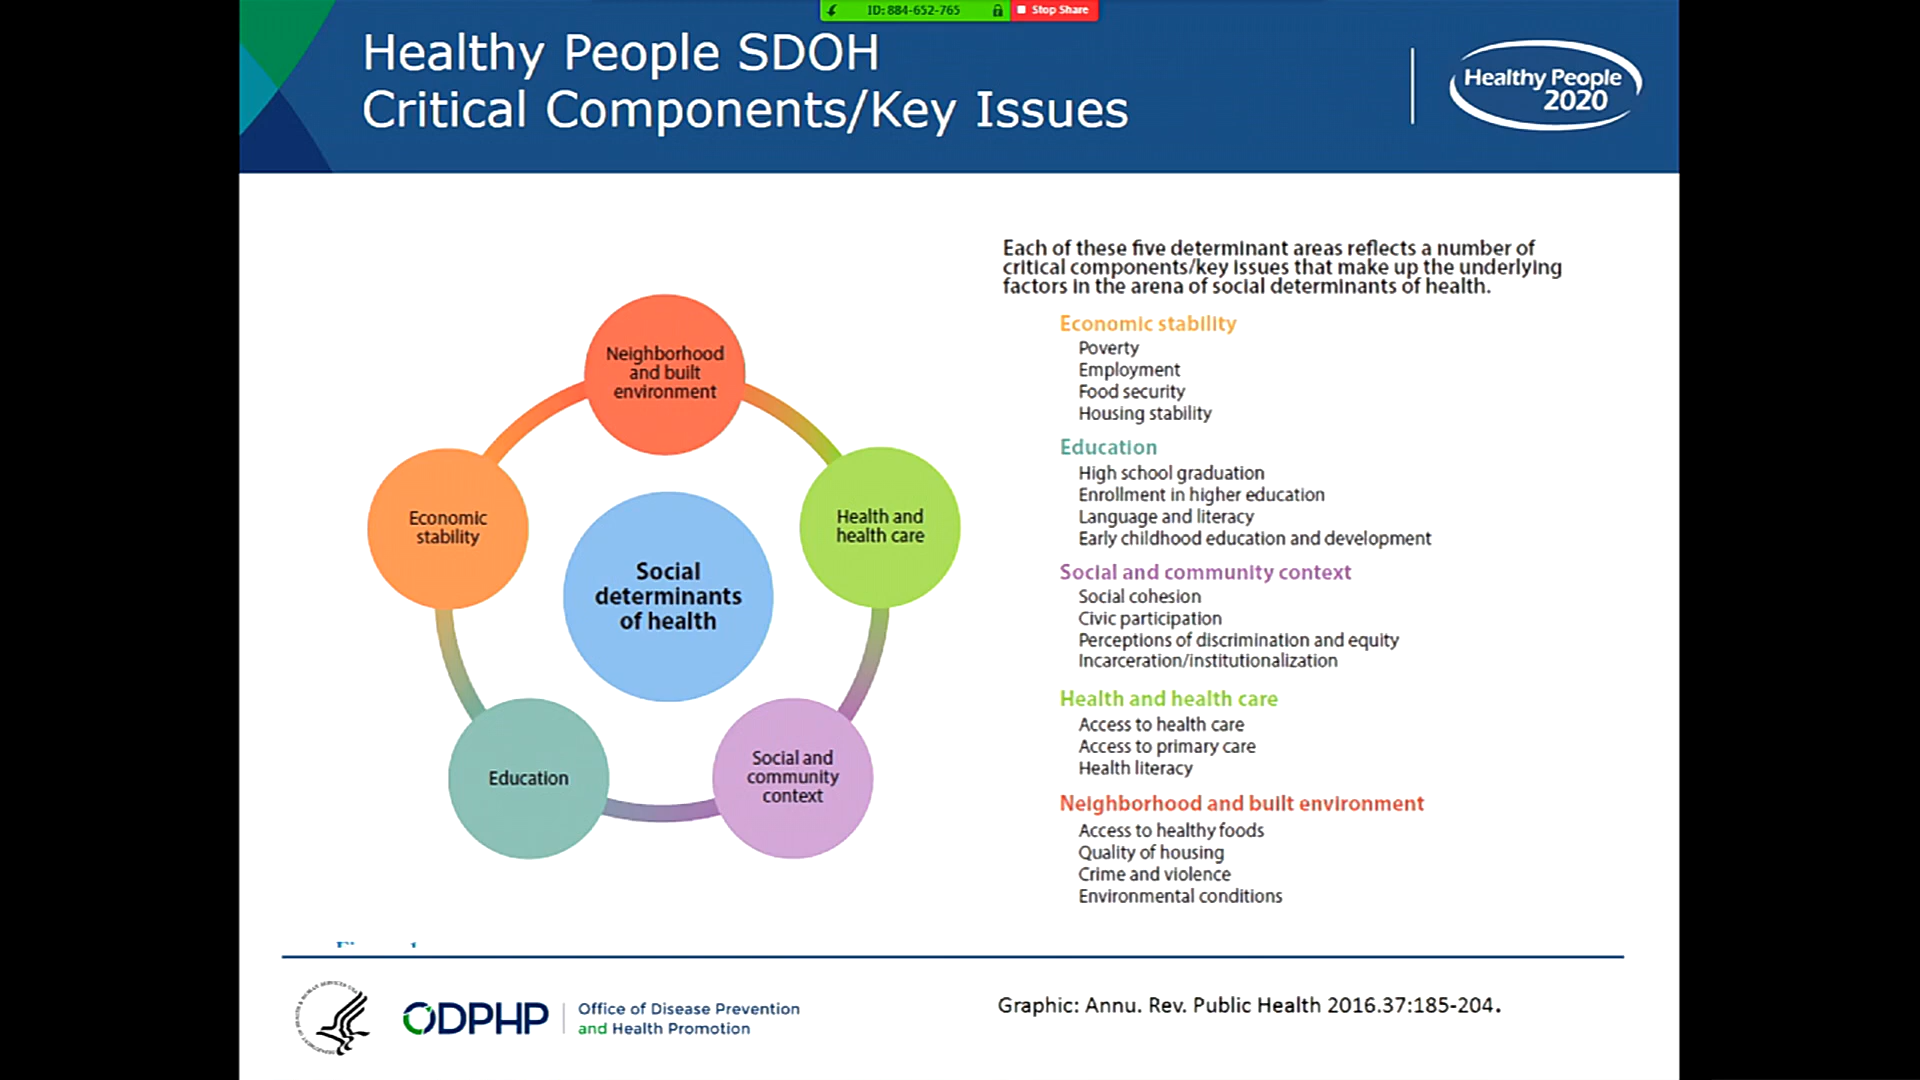 ID: 884-652-765
Stop Share
Healthy People SDOH
Critical Components/Key Issues
Healthy People
2020
Each of these five determinant areas reflects a number of
critical components/key issues that make up the underlying
factors in the arena of social determinants of health.
Neighborhood
and built
environment
Health and
health care
Economic
stability
Social
determinants
of health
Education
Social and
community
context
Economic stability
Poverty
Employment
Food security
Housing stability
Education
High school graduation
Enrollment in higher education
Language and literacy
Early childhood education and development
Social and community context
Social cohesion
Civic participation
Perceptions of discrimination and equity
Incarceration/institutionalization
Health and health care
Access to health care
Access to primary care
Health literacy
Neighborhood and built environment
Access to healthy foods
Quality of housing
Crime and violence
Environmental conditions
ODPHP
Office of Disease Prevention
and Health Promotion
Graphic: Annu. Rev. Public Health 2016.37:185-204.